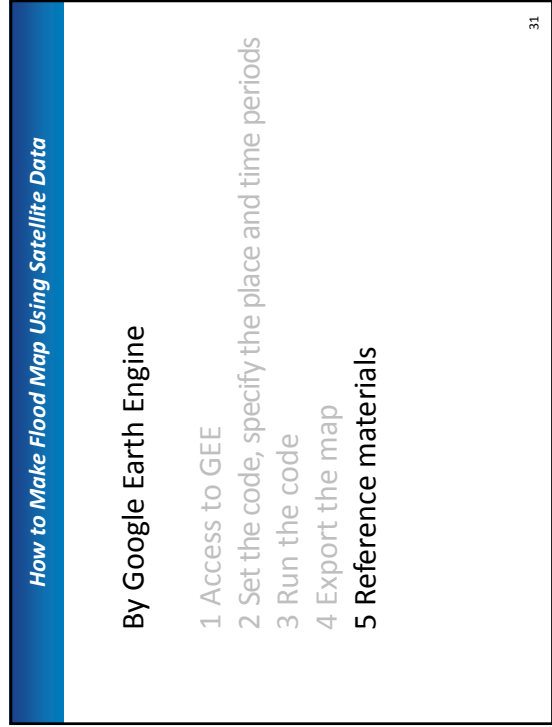 How to Make Flood Map Using Satellite Data
By Google Earth Engine
1 Access to GEE
2 Set the code, specify the place and time periods
3 Run the code
4 Export the map
5 Reference materials
31